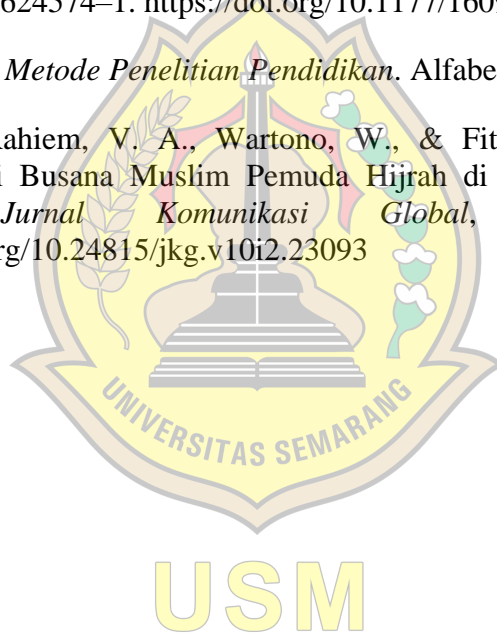 624574–1. https://doi.org/10.1177/160
Metode Penelitian Pendidikan. Alfabe
ahiem, V. A., Wartono, W., & Fit
i Busana Muslim Pemuda Hijrah di
Jurnal Komunikasi Global,
rg/10.24815/jkg.v10i2.23093
UNIVERSITAS SEMARANG
USM